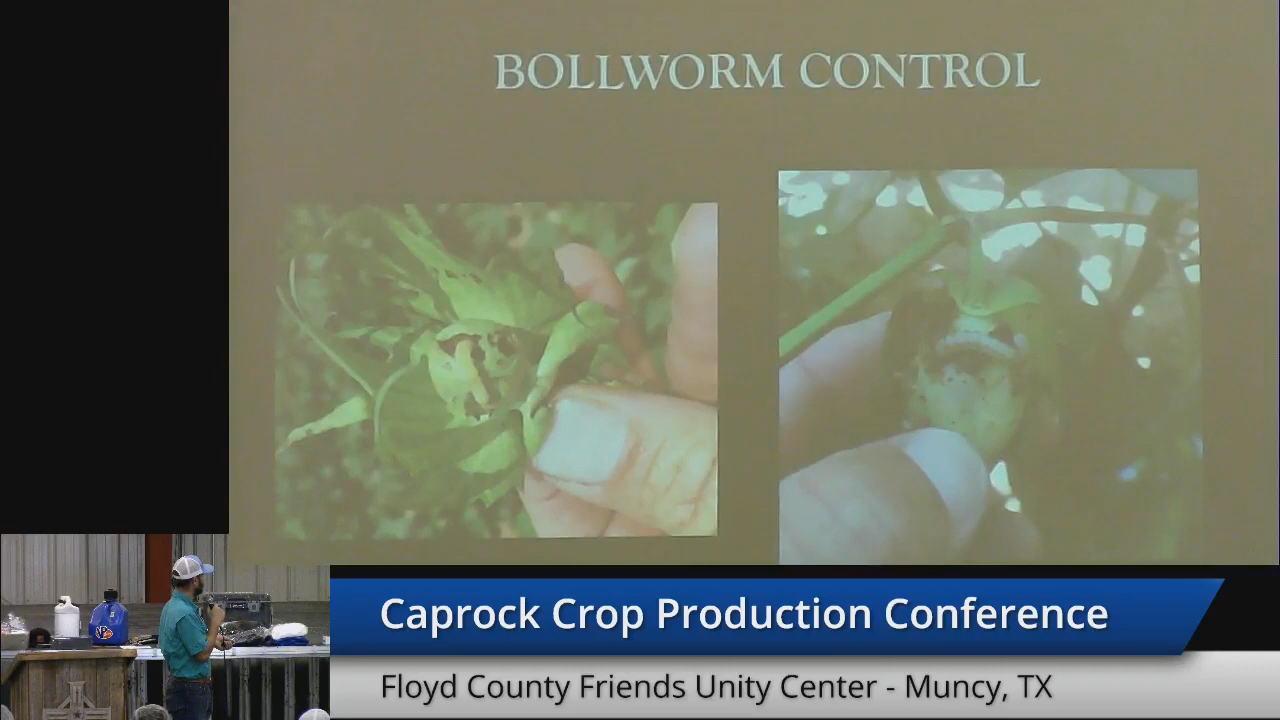 BOLLWORM CONTROL
Caprock Crop Production Conference
Floyd County Friends Unity Center - Muncy, TX